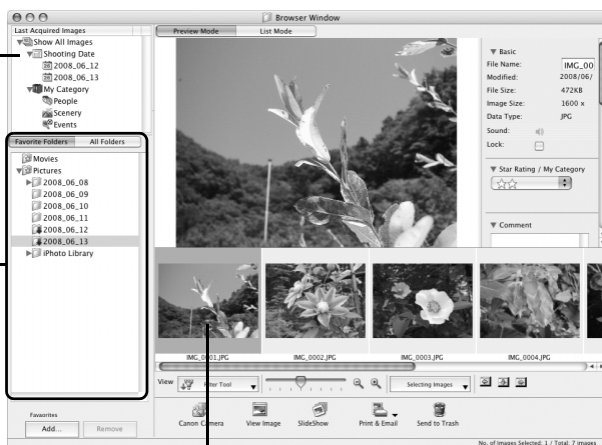 Browser Window
Last Acquired Images
Show All Images
Shooting Date
2008_06_12
2008_06_13
My Category
People
Scenery
Events
Favorite Folders
All Folders
Movies
Pictures
2008_06_08
2008_06_09
2008_06_10
2008_06_11
2008_06_12
2008_06_13
iPhoto Library
Favorites
Add...
Remove
Preview Mode
List Mode
Basic
File Name: IMG_00
Modified: 2008/06/
File Size: 472KB
Image Size: 1600 x
Data Type: JPG
Sound:
Lock:
Star Rating / My Category
Comment
IMG_0001.JPG
IMG_0002.JPG
IMG_0003.JPG
IMG_0004.JPG
View
Tool
Selecting Images
Canon Camera
View Image
SlideShow
Print & Email
Send to Trash
No. of Images Selected: 1 / Total: 7 images